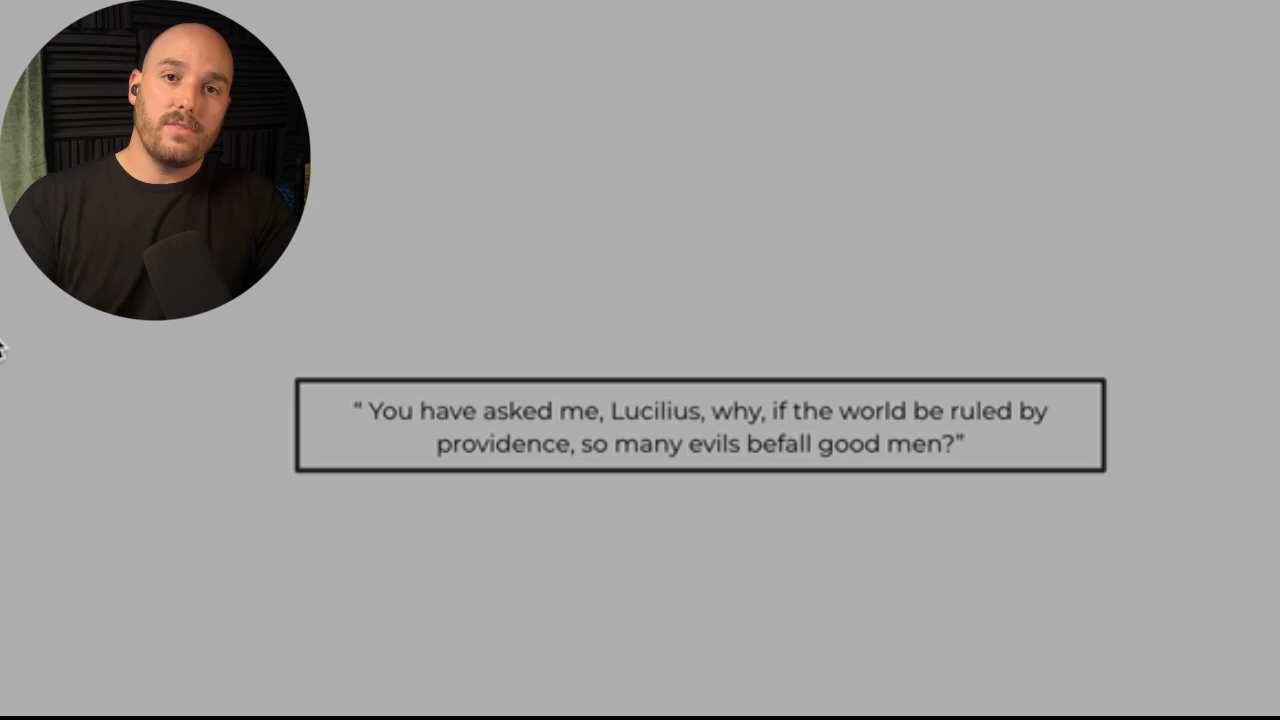 “ You have asked me, Lucilius, why, if the world be ruled by
providence, so many evils befall good men?”